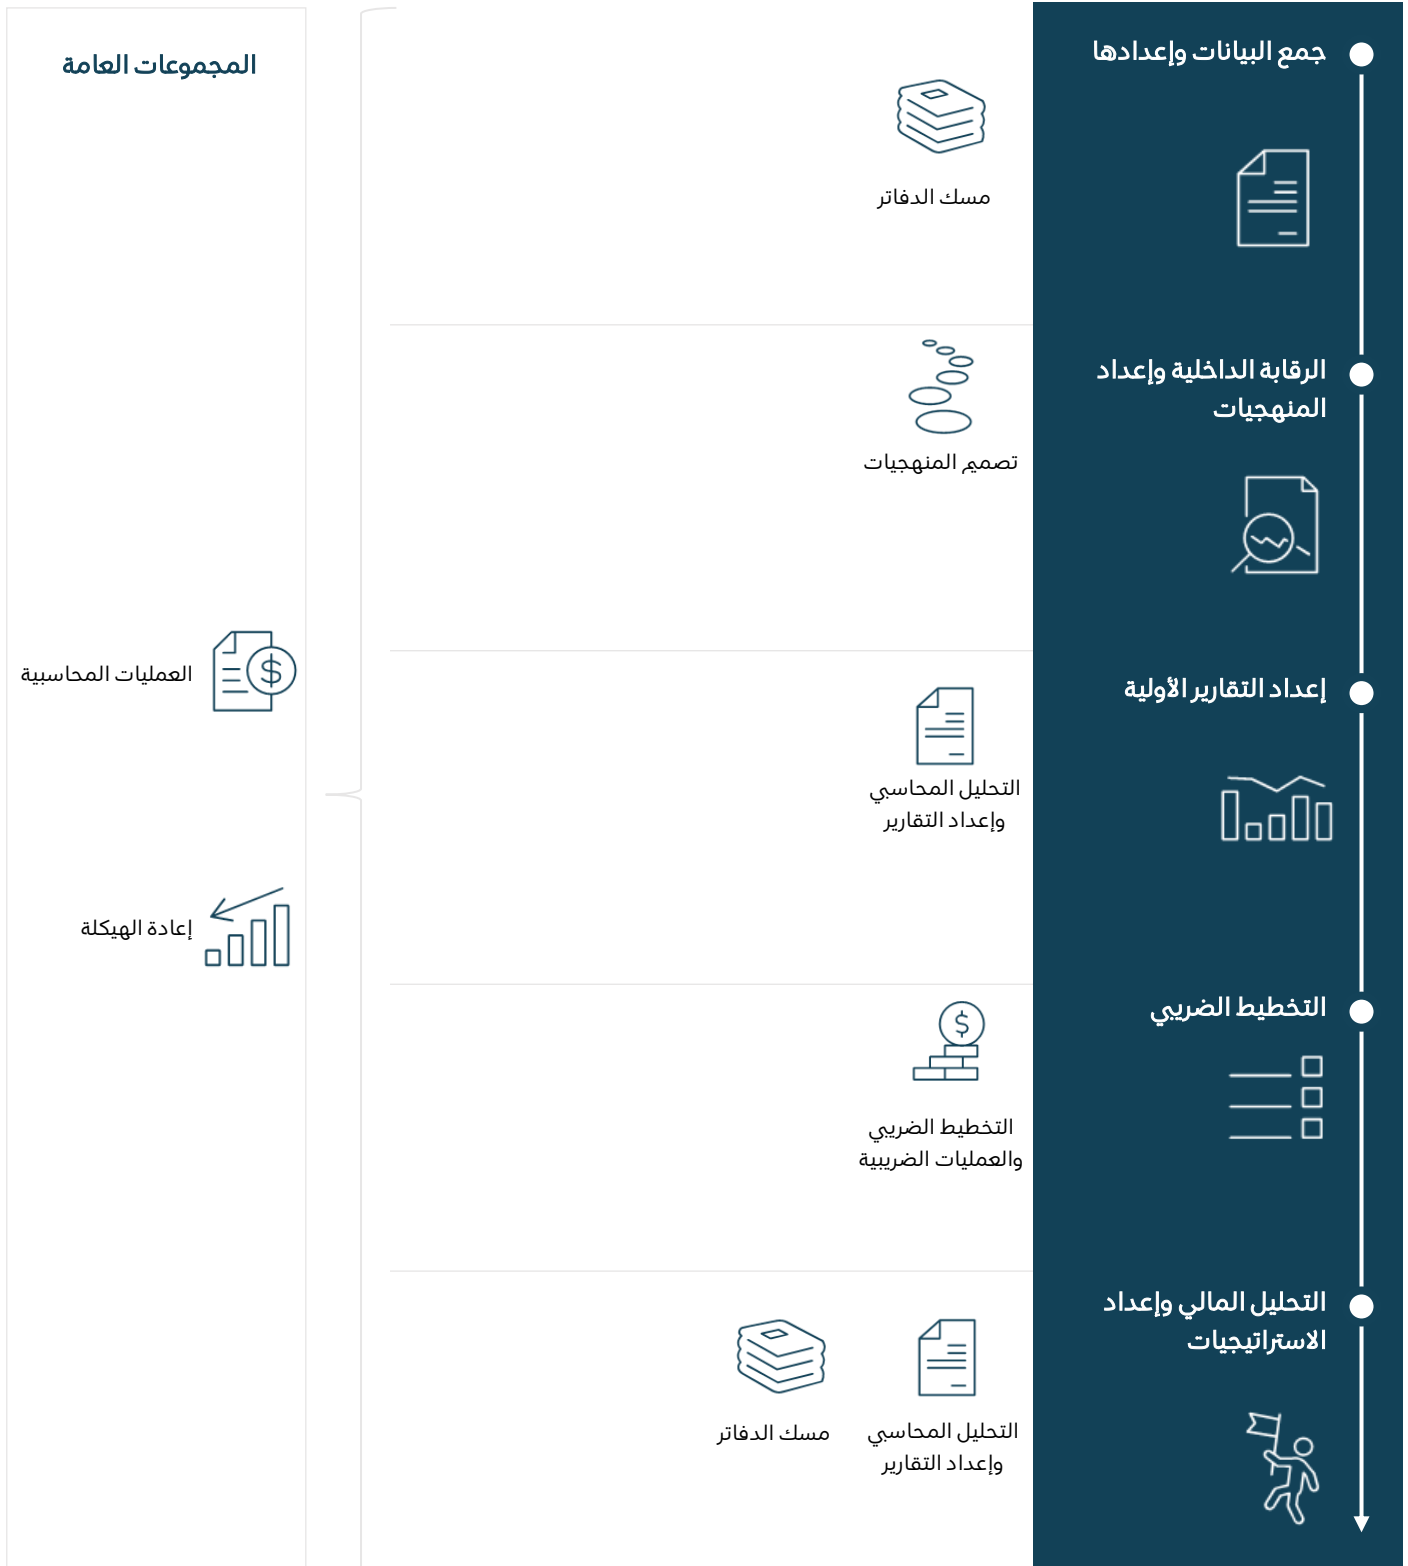 جمع البيانات وإعدادها
مسك الدفاتر
الرقابة الداخلية وإعداد
المنهجيات
تصميم المنهجيات
إعداد التقارير الأولية
التحليل المحاسبي
وإعداد التقارير
التخطيط الضريبي
التخطيط الضريبي
والعمليات الضريبية
التحليل المالي وإعداد
الاستراتيجيات
التحليل المحاسبي
وإعداد التقارير
مسك الدفاتر
المجموعات العامة
العمليات المحاسبية
$
إعادة الهيكلة
$